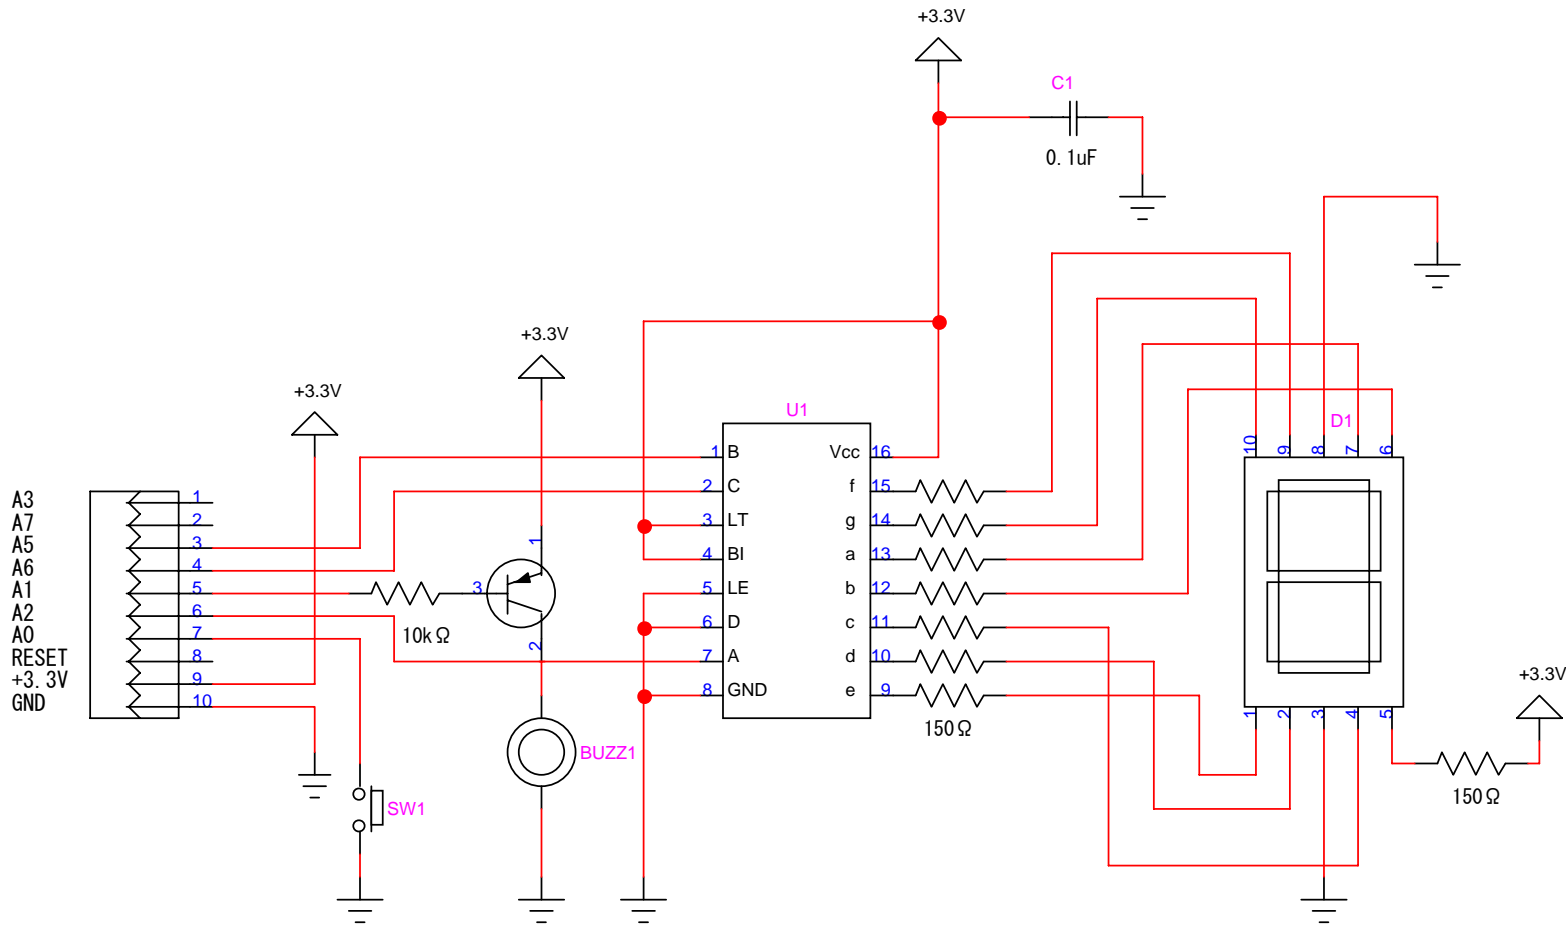 +3.3V
C1
0.1uF
+3.3V
+3.3V
U1
D1
1 B
2 C
3 LT
4 BI
5 LE
6 D
7 A
8 GND
Vcc 16
f 15
g 14
a 13
b 12
c 11
d 10
e 9
150Ω
10 9 8 7 6
1 2 3 4 5
+3.3V
150Ω
A3 1
A7 2
A5 3
A6 4
A1 5
A2 6
A0 7
RESET 8
+3.3V 9
GND 10
10kΩ
1
3
2
BUZZ1
SW1